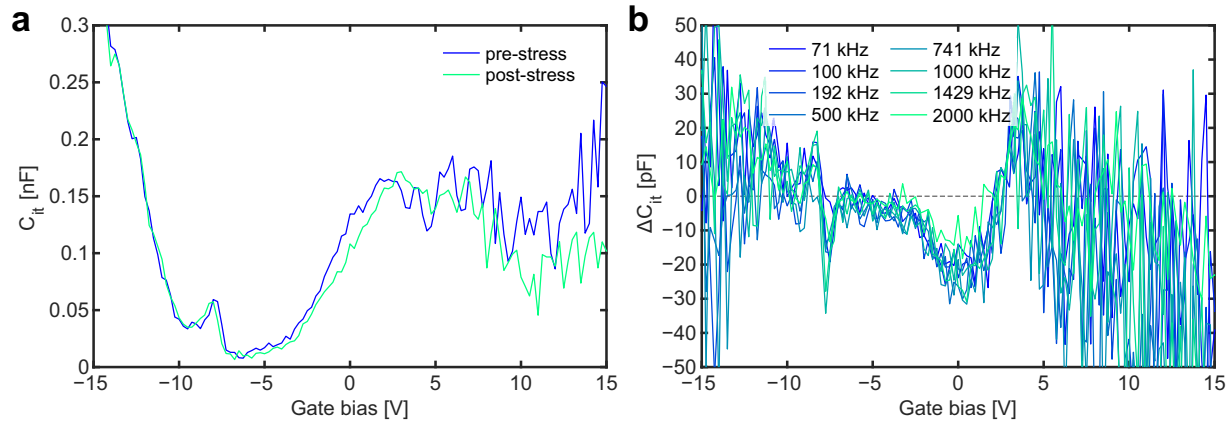 a
0.3
0.25
0.2
0.15
0.1
0.05
0
C_it [nF]
pre-stress
post-stress
−15 −10 −5 0 5 10 15
Gate bias [V]
b
50
40
30
20
10
0
−10
−20
−30
−40
−50
ΔC_it [pF]
71 kHz 741 kHz
100 kHz 1000 kHz
192 kHz 1429 kHz
500 kHz 2000 kHz
−15 −10 −5 0 5 10 15
Gate bias [V]